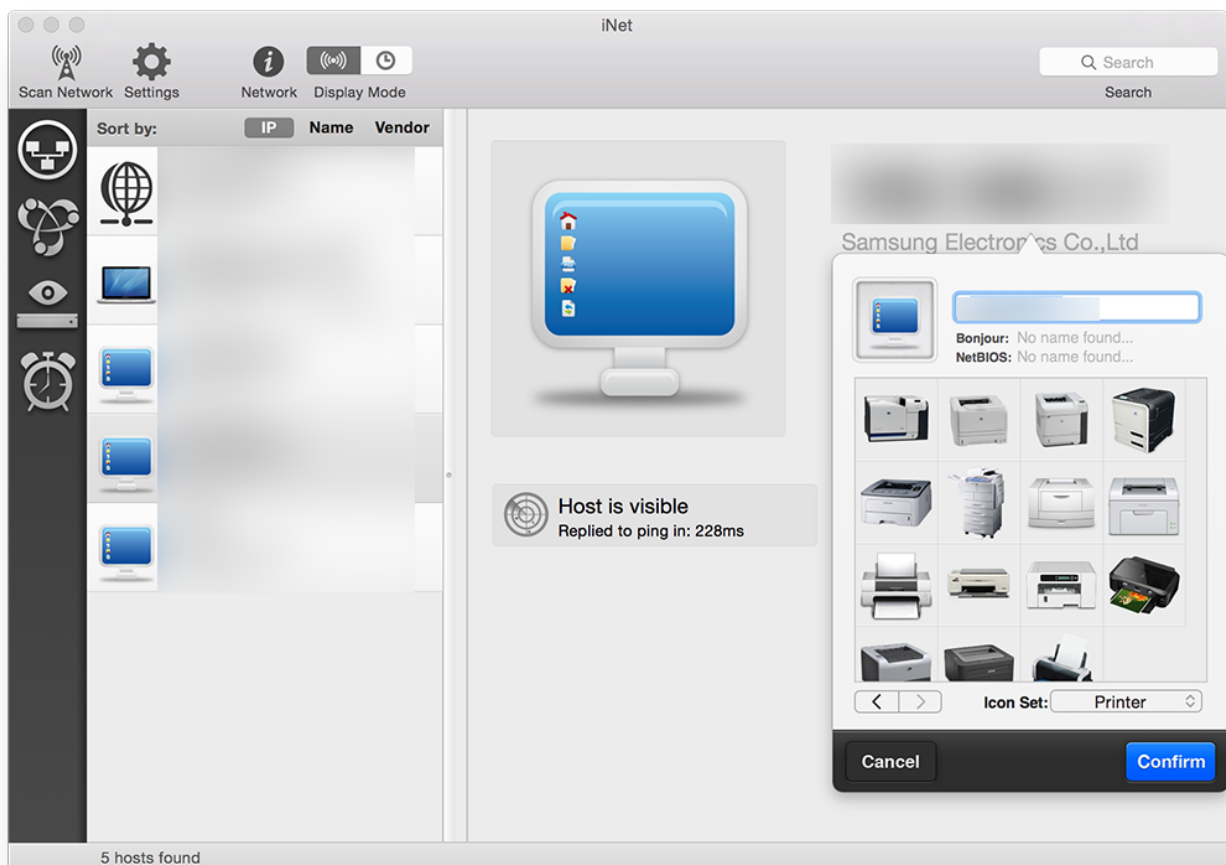 iNet
Scan Network
Settings
Network
Display Mode
Search
Search
Sort by: IP Name Vendor
Samsung Electronics Co.,Ltd
Bonjour: No name found...
NetBIOS: No name found...
Host is visible
Replied to ping in: 228ms
Icon Set: Printer
Cancel
Confirm
5 hosts found